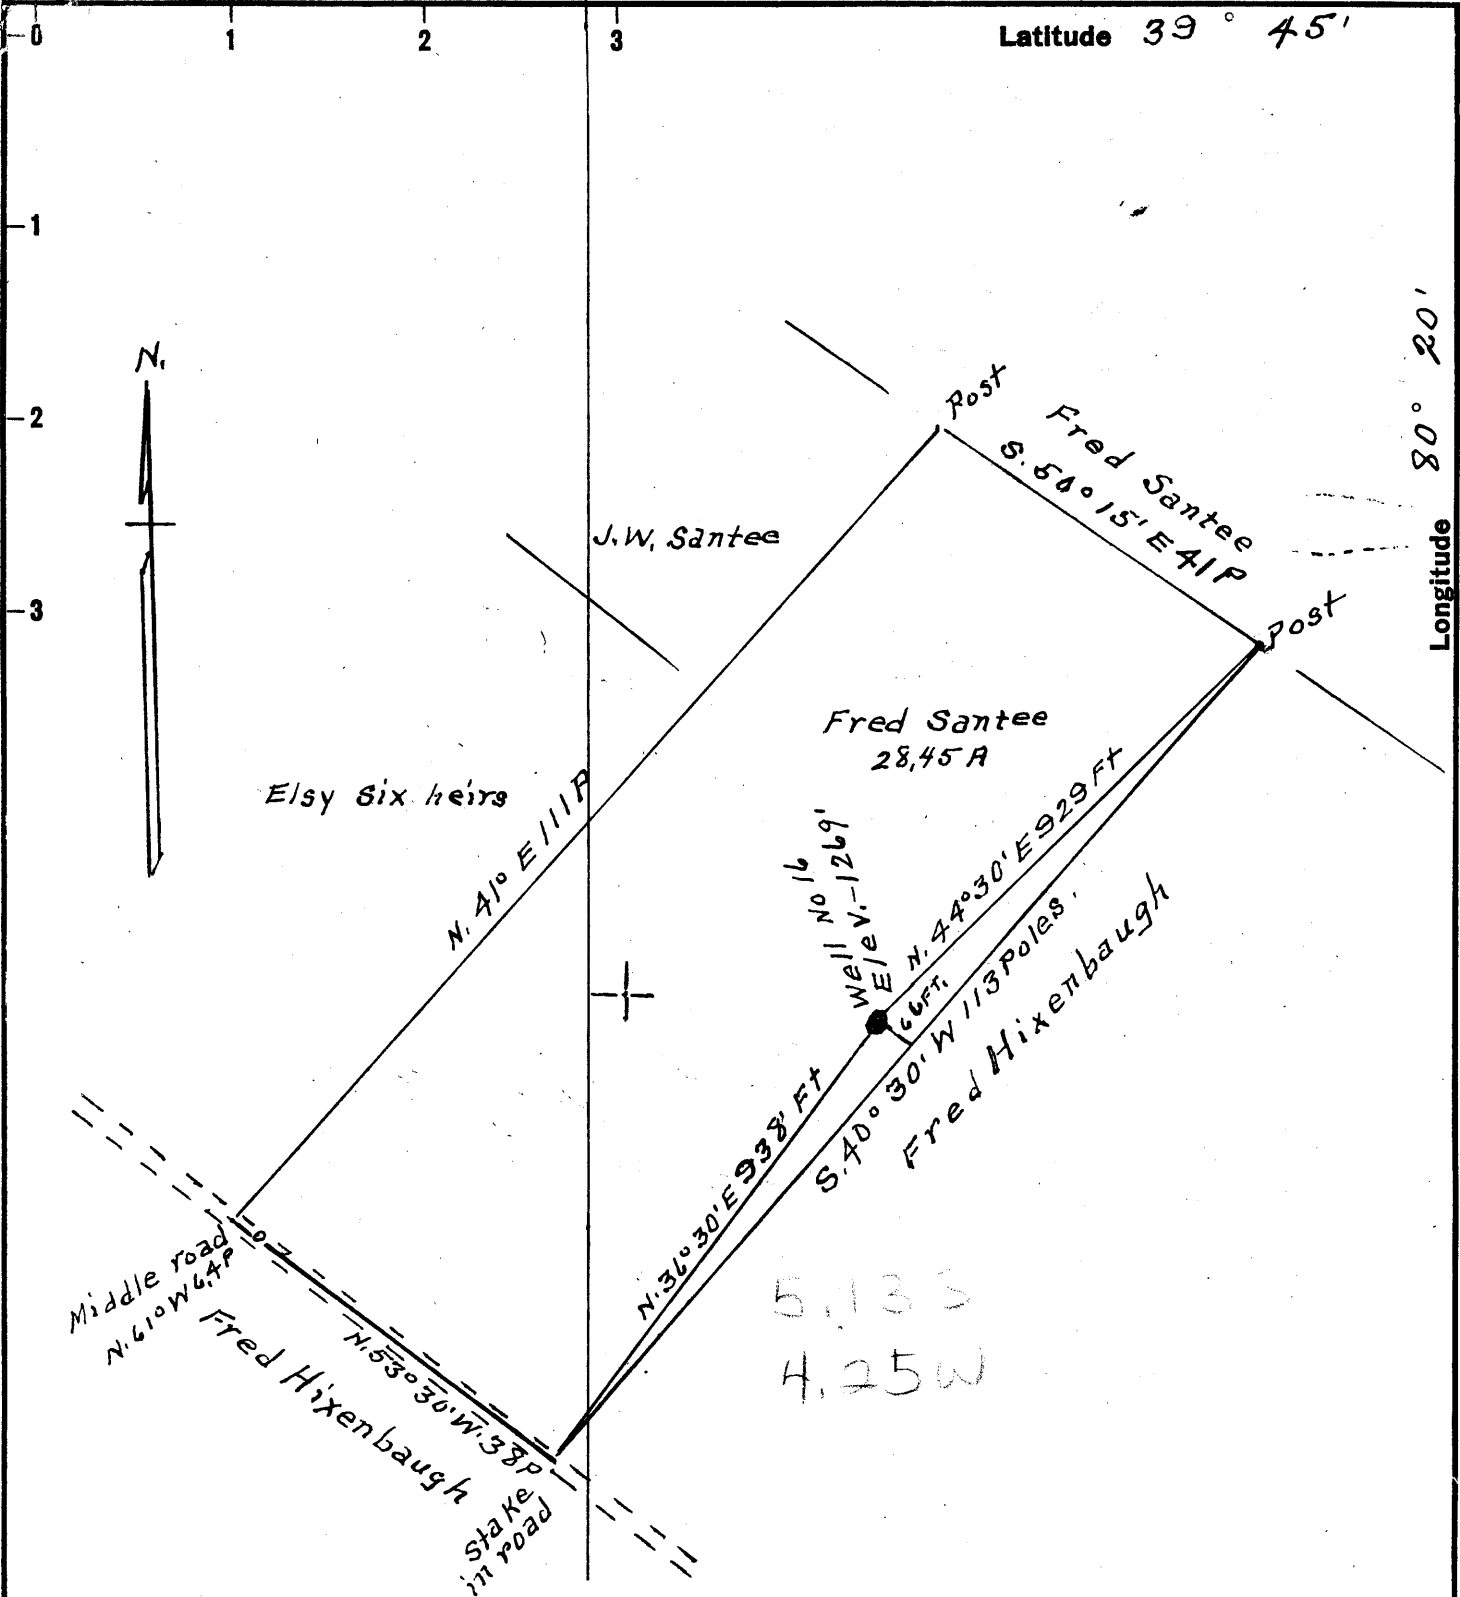 0
1
2
3
Latitude 39° 45'
1
2
3
80° 20'
Longitude
N.
Post
Fred Santee
S. 54° 15' E 41 P
Post
J.W. Santee
Fred Santee
28,45 A
Elsy Six heirs
N. 41° E 111 P
Well No 16
Elev.-1269'
N. 44° 30' E 929 Ft
66 FT.
S. 40° 30' W 113 Poles.
Fred Hixenbaugh
N. 36° 30' E 938' Ft
Middle road
N. 61° W 6,4 P
Fred Hixenbaugh
N. 53° 30' W. 38 P
Stake
in road
5.13 S
4.25 W